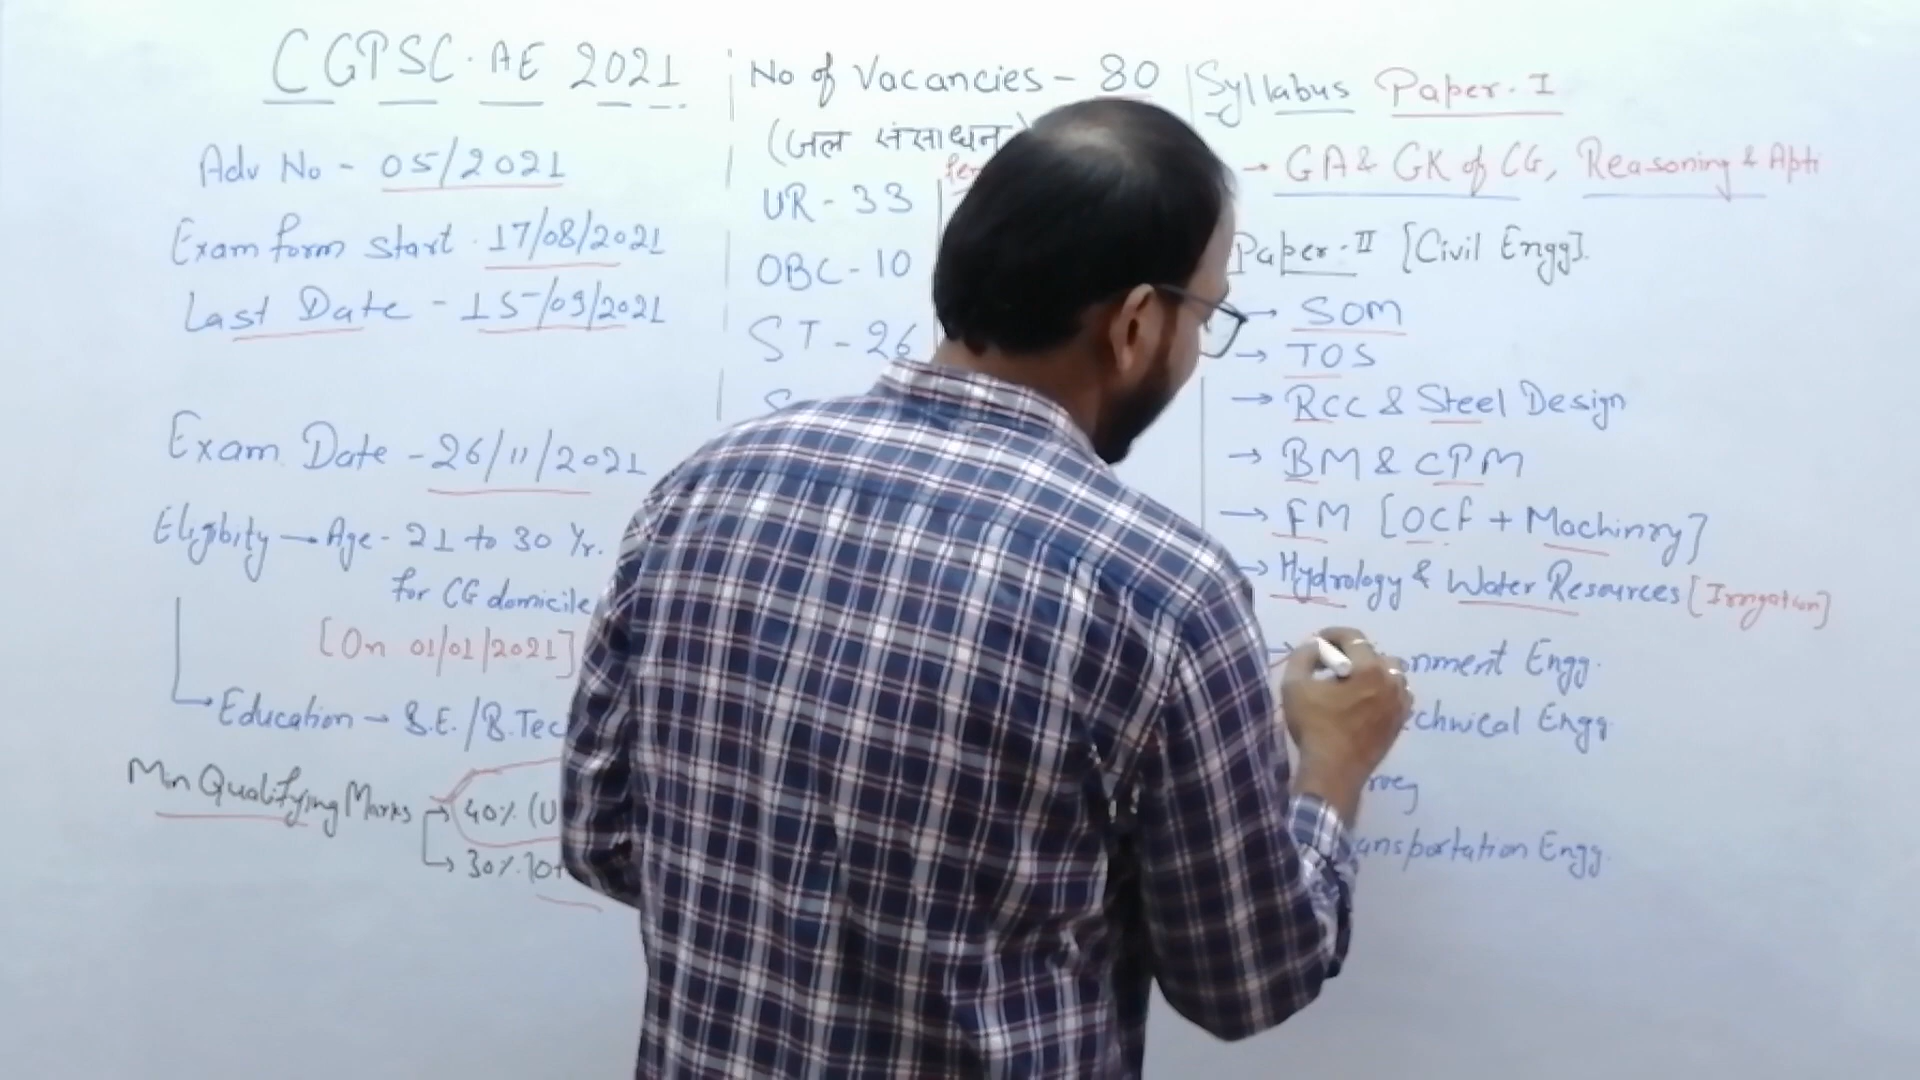 CGPSC. AE 2021
Adv No - 05/2021
Exam form start. 17/08/2021
Last Date - 15/09/2021
Exam Date - 26/11/2021
Eligbity → Age - 21 to 30 Yr.
for CG domicile
[On 01/01/2021]
Education → B.E./B.Tec
Min Qualifying Marks → 40% (U
→ 30%
No of Vacancies - 80
(जल संसाधन)
UR - 33
OBC - 10
ST - 26
Syllabus Paper. I
→ GA & GK of CG, Reasoning & Apti
Paper - II [Civil Engg].
→ SOM
→ TOS
→ RCC & Steel Design
→ BM & CPM
→ FM [OCF + Machinry]
→ Hydrology & Water Resources [Irrigation]
onment Engg.
echnical Engg
rvey
ansportation Engg.